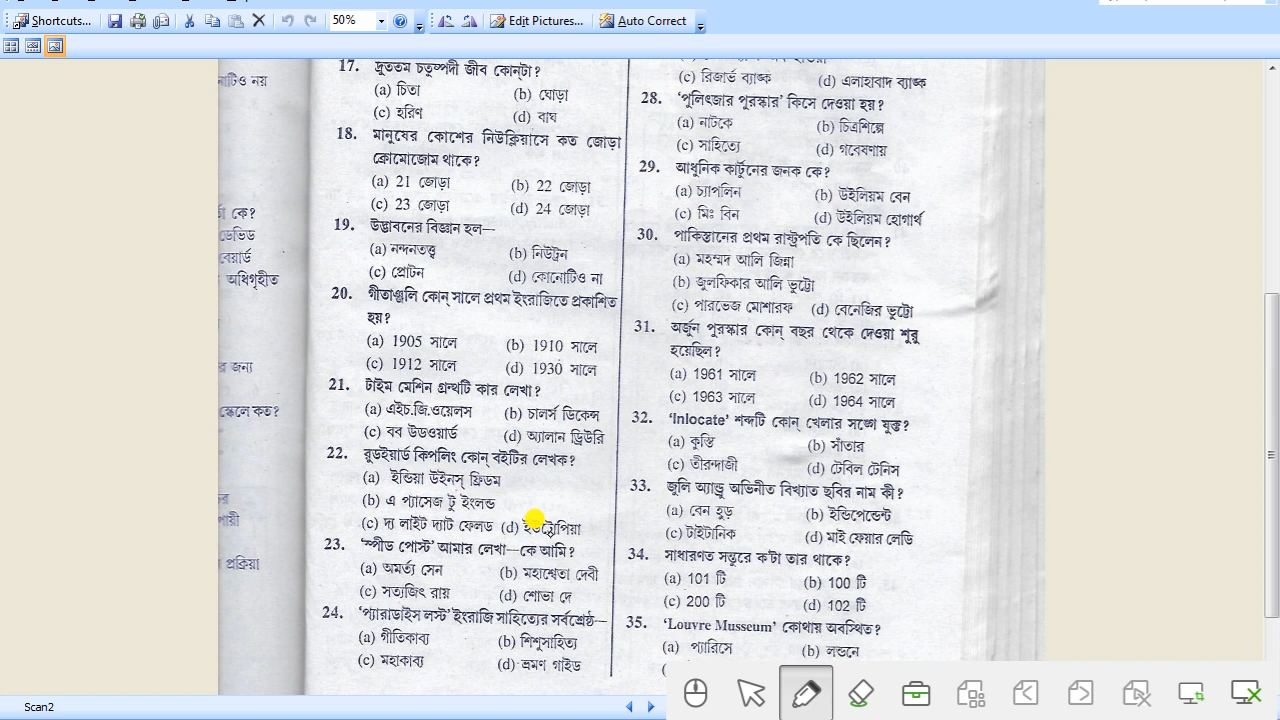 Shortcuts...
50%
Edit Pictures...
Auto Correct
নাটিও নয়
কে?
ডেভিড
বেয়ার্ড
অধিগৃহীত
র জন্য
স্কেলে কত?
প্রক্রিয়া
17. দ্রুততম চতুষ্পদী জীব কোন্‌টা?
(a) চিতা (b) ঘোড়া
(c) হরিণ (d) বাঘ
18. মানুষের কোশের নিউক্লিয়াসে কত জোড়া
ক্রোমোজোম থাকে?
(a) 21 জোড়া (b) 22 জোড়া
(c) 23 জোড়া (d) 24 জোড়া
19. উদ্ভাবনের বিজ্ঞান হল—
(a) নন্দনতত্ত্ব (b) নিউট্রন
(c) প্রোটন (d) কোনোটিও না
20. গীতাঞ্জলি কোন্ সালে প্রথম ইংরাজিতে প্রকাশিত
হয়?
(a) 1905 সালে (b) 1910 সালে
(c) 1912 সালে (d) 1930 সালে
21. টাইম মেশিন গ্রন্থটি কার লেখা?
(a) এইচ.জি.ওয়েলস (b) চালর্স ডিকেন্স
(c) বব উডওয়ার্ড (d) অ্যালান ড্রিউরি
22. রুডইয়ার্ড কিপলিং কোন্ বইটির লেখক?
(a) ইন্ডিয়া উইনস্ ফ্রিডম
(b) এ প্যাসেজ টু ইংলন্ড
(c) দ্য লাইট দ্যাট ফেলড (d) ইউটোপিয়া
23. 'স্পীড পোস্ট' আমার লেখা—কে আমি?
(a) অমর্ত্য সেন (b) মহাশ্বেতা দেবী
(c) সত্যজিৎ রায় (d) শোভা দে
24. 'প্যারাডাইস লস্ট' ইংরাজি সাহিত্যের সর্বশ্রেষ্ঠ—
(a) গীতিকাব্য (b) শিশুসাহিত্য
(c) মহাকাব্য (d) ভ্রমণ গাইড
(c) রিজার্ভ ব্যাঙ্ক (d) এলাহাবাদ ব্যাঙ্ক
28. 'পুলিৎজার পুরস্কার' কিসে দেওয়া হয়?
(a) নাটকে (b) চিত্রশিল্পে
(c) সাহিত্যে (d) গবেষণায়
29. আধুনিক কার্টুনের জনক কে?
(a) চ্যাপলিন (b) উইলিয়ম বেন
(c) মিঃ বিন (d) উইলিয়ম হোগার্থ
30. পাকিস্তানের প্রথম রাস্ট্রপতি কে ছিলেন?
(a) মহম্মদ আলি জিন্না
(b) জুলফিকার আলি ভুট্টো
(c) পারভেজ মোশারফ (d) বেনেজির ভুট্টো
31. অর্জুন পুরস্কার কোন্ বছর থেকে দেওয়া শুরু
হয়েছিল?
(a) 1961 সালে (b) 1962 সালে
(c) 1963 সালে (d) 1964 সালে
32. 'Inlocate' শব্দটি কোন্ খেলার সঙ্গে যুক্ত?
(a) কুস্তি (b) সাঁতার
(c) তীরন্দাজী (d) টেবিল টেনিস
33. জুলি অ্যান্ড্রু অভিনীত বিখ্যাত ছবির নাম কী?
(a) বেন হুড় (b) ইন্ডিপেন্ডেন্ট
(c) টাইটানিক (d) মাই ফেয়ার লেডি
34. সাধারণত সন্তুরে ক'টা তার থাকে?
(a) 101 টি (b) 100 টি
(c) 200 টি (d) 102 টি
35. 'Louvre Musseum' কোথায় অবস্থিত?
(a) প্যারিসে (b) লন্ডনে
Scan2